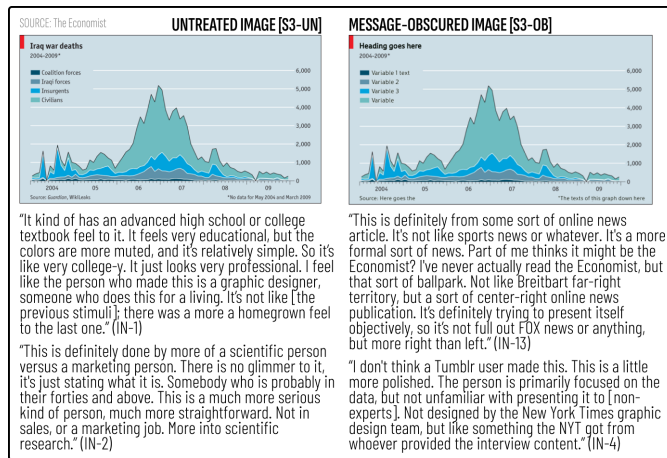 SOURCE: The Economist
UNTREATED IMAGE [S3-UN]
Iraq war deaths
2004-2009*
Coalition forces
Iraqi forces
Insurgents
Civilians
6,000
5,000
4,000
3,000
2,000
1,000
0
2004 05 06 07 08 09
Source: Guardian, WikiLeaks
*No data for May 2004 and March 2009
"It kind of has an advanced high school or college
textbook feel to it. It feels very educational, but the
colors are more muted, and it's relatively simple. So it's
like very college-y. It just looks very professional. I feel
like the person who made this is a graphic designer,
someone who does this for a living. It's not like [the
previous stimuli]; there was a more a homegrown feel
to the last one." (IN-1)
"This is definitely done by more of a scientific person
versus a marketing person. There is no glimmer to it,
it's just stating what it is. Somebody who is probably in
their forties and above. This is a much more serious
kind of person, much more straightforward. Not in
sales, or a marketing job. More into scientific
research." (IN-2)
MESSAGE-OBSCURED IMAGE [S3-OB]
Heading goes here
2004-2009*
Variable 1 text
Variable 2
Variable 3
Variable
6,000
5,000
4,000
3,000
2,000
1,000
0
2004 05 06 07 08 09
Source: Here goes the
*The texts of this graph down here
"This is definitely from some sort of online news
article. It's not like sports news or whatever. It's a more
formal sort of news. Part of me thinks it might be the
Economist? I've never actually read the Economist, but
that sort of ballpark. Not like Breitbart far-right
territory, but a sort of center-right online news
publication. It's definitely trying to present itself
objectively, so it's not full out FOX news or anything,
but more right than left." (IN-13)
"I don't think a Tumblr user made this. This is a little
more polished. The person is primarily focused on the
data, but not unfamiliar with presenting it to [non-
experts]. Not designed by the New York Times graphic
design team, but like something the NYT got from
whoever provided the interview content." (IN-4)